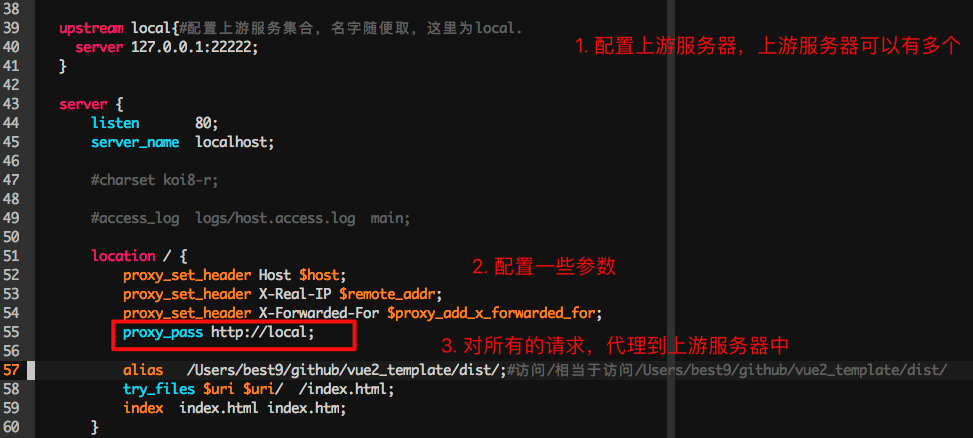 38
39 upstream local{#配置上游服务集合，名字随便取，这里为local.
40 server 127.0.0.1:22222; 1. 配置上游服务器，上游服务器可以有多个
41 }
42
43 server {
44 listen 80;
45 server_name localhost;
46
47 #charset koi8-r;
48
49 #access_log logs/host.access.log main;
50
51 location / {
52 proxy_set_header Host $host; 2. 配置一些参数
53 proxy_set_header X-Real-IP $remote_addr;
54 proxy_set_header X-Forwarded-For $proxy_add_x_forwarded_for;
55 proxy_pass http://local;
56 3. 对所有的请求，代理到上游服务器中
57 alias /Users/best9/github/vue2_template/dist/;#访问/相当于访问/Users/best9/github/vue2_template/dist/
58 try_files $uri $uri/ /index.html;
59 index index.html index.htm;
60 }